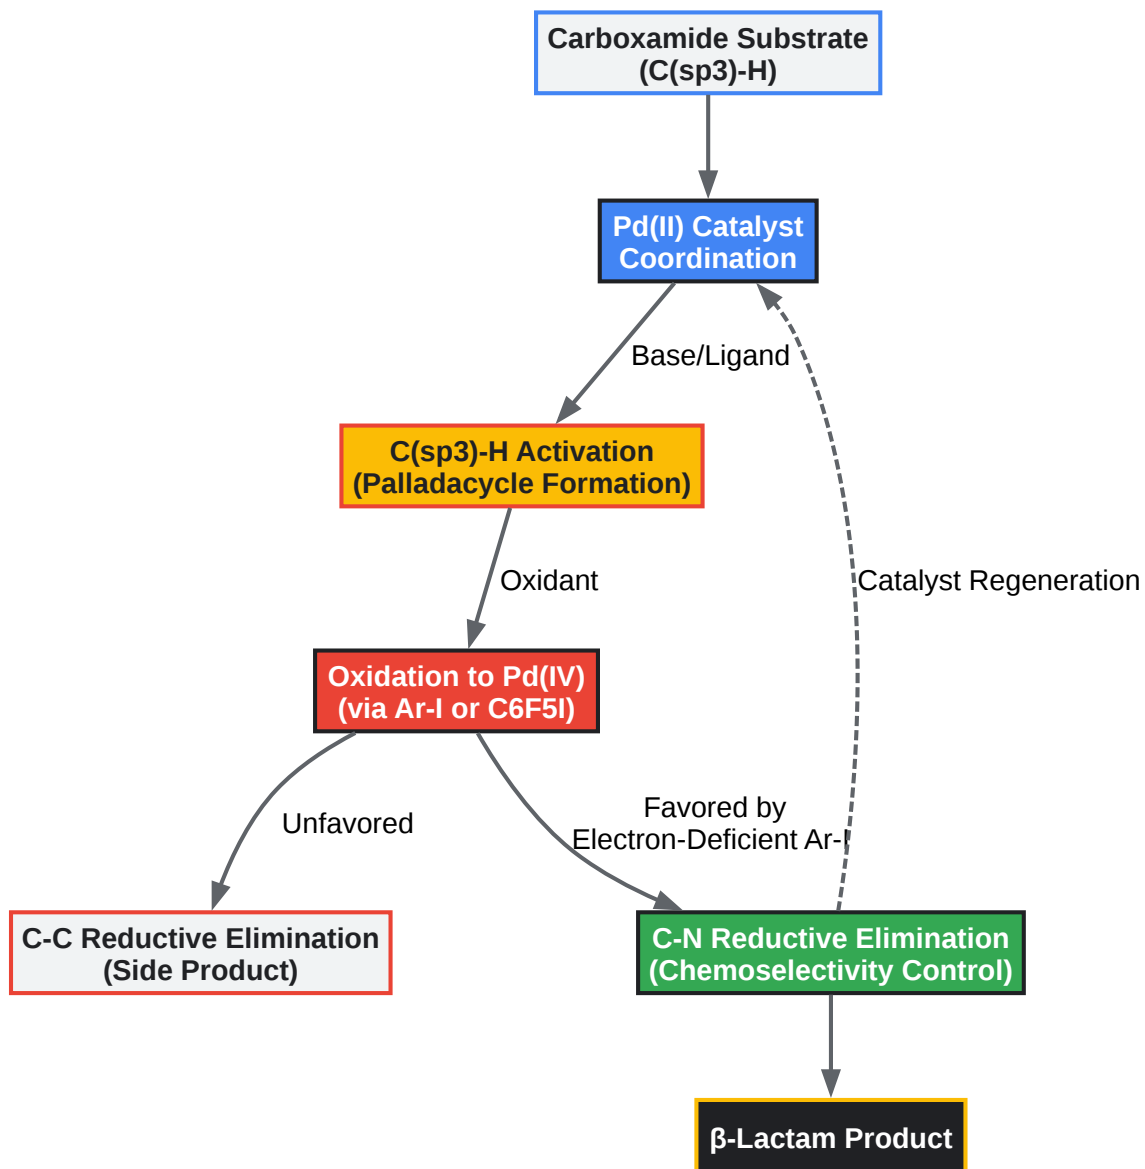 Carboxamide Substrate
(C(sp3)-H)
Pd(II) Catalyst
Coordination
Base/Ligand
C(sp3)-H Activation
(Palladacycle Formation)
Oxidant
Catalyst Regeneration
Oxidation to Pd(IV)
(via Ar-I or C6F5I)
Unfavored
Favored by
Electron-Deficient Ar-I
C-C Reductive Elimination
(Side Product)
C-N Reductive Elimination
(Chemoselectivity Control)
β-Lactam Product